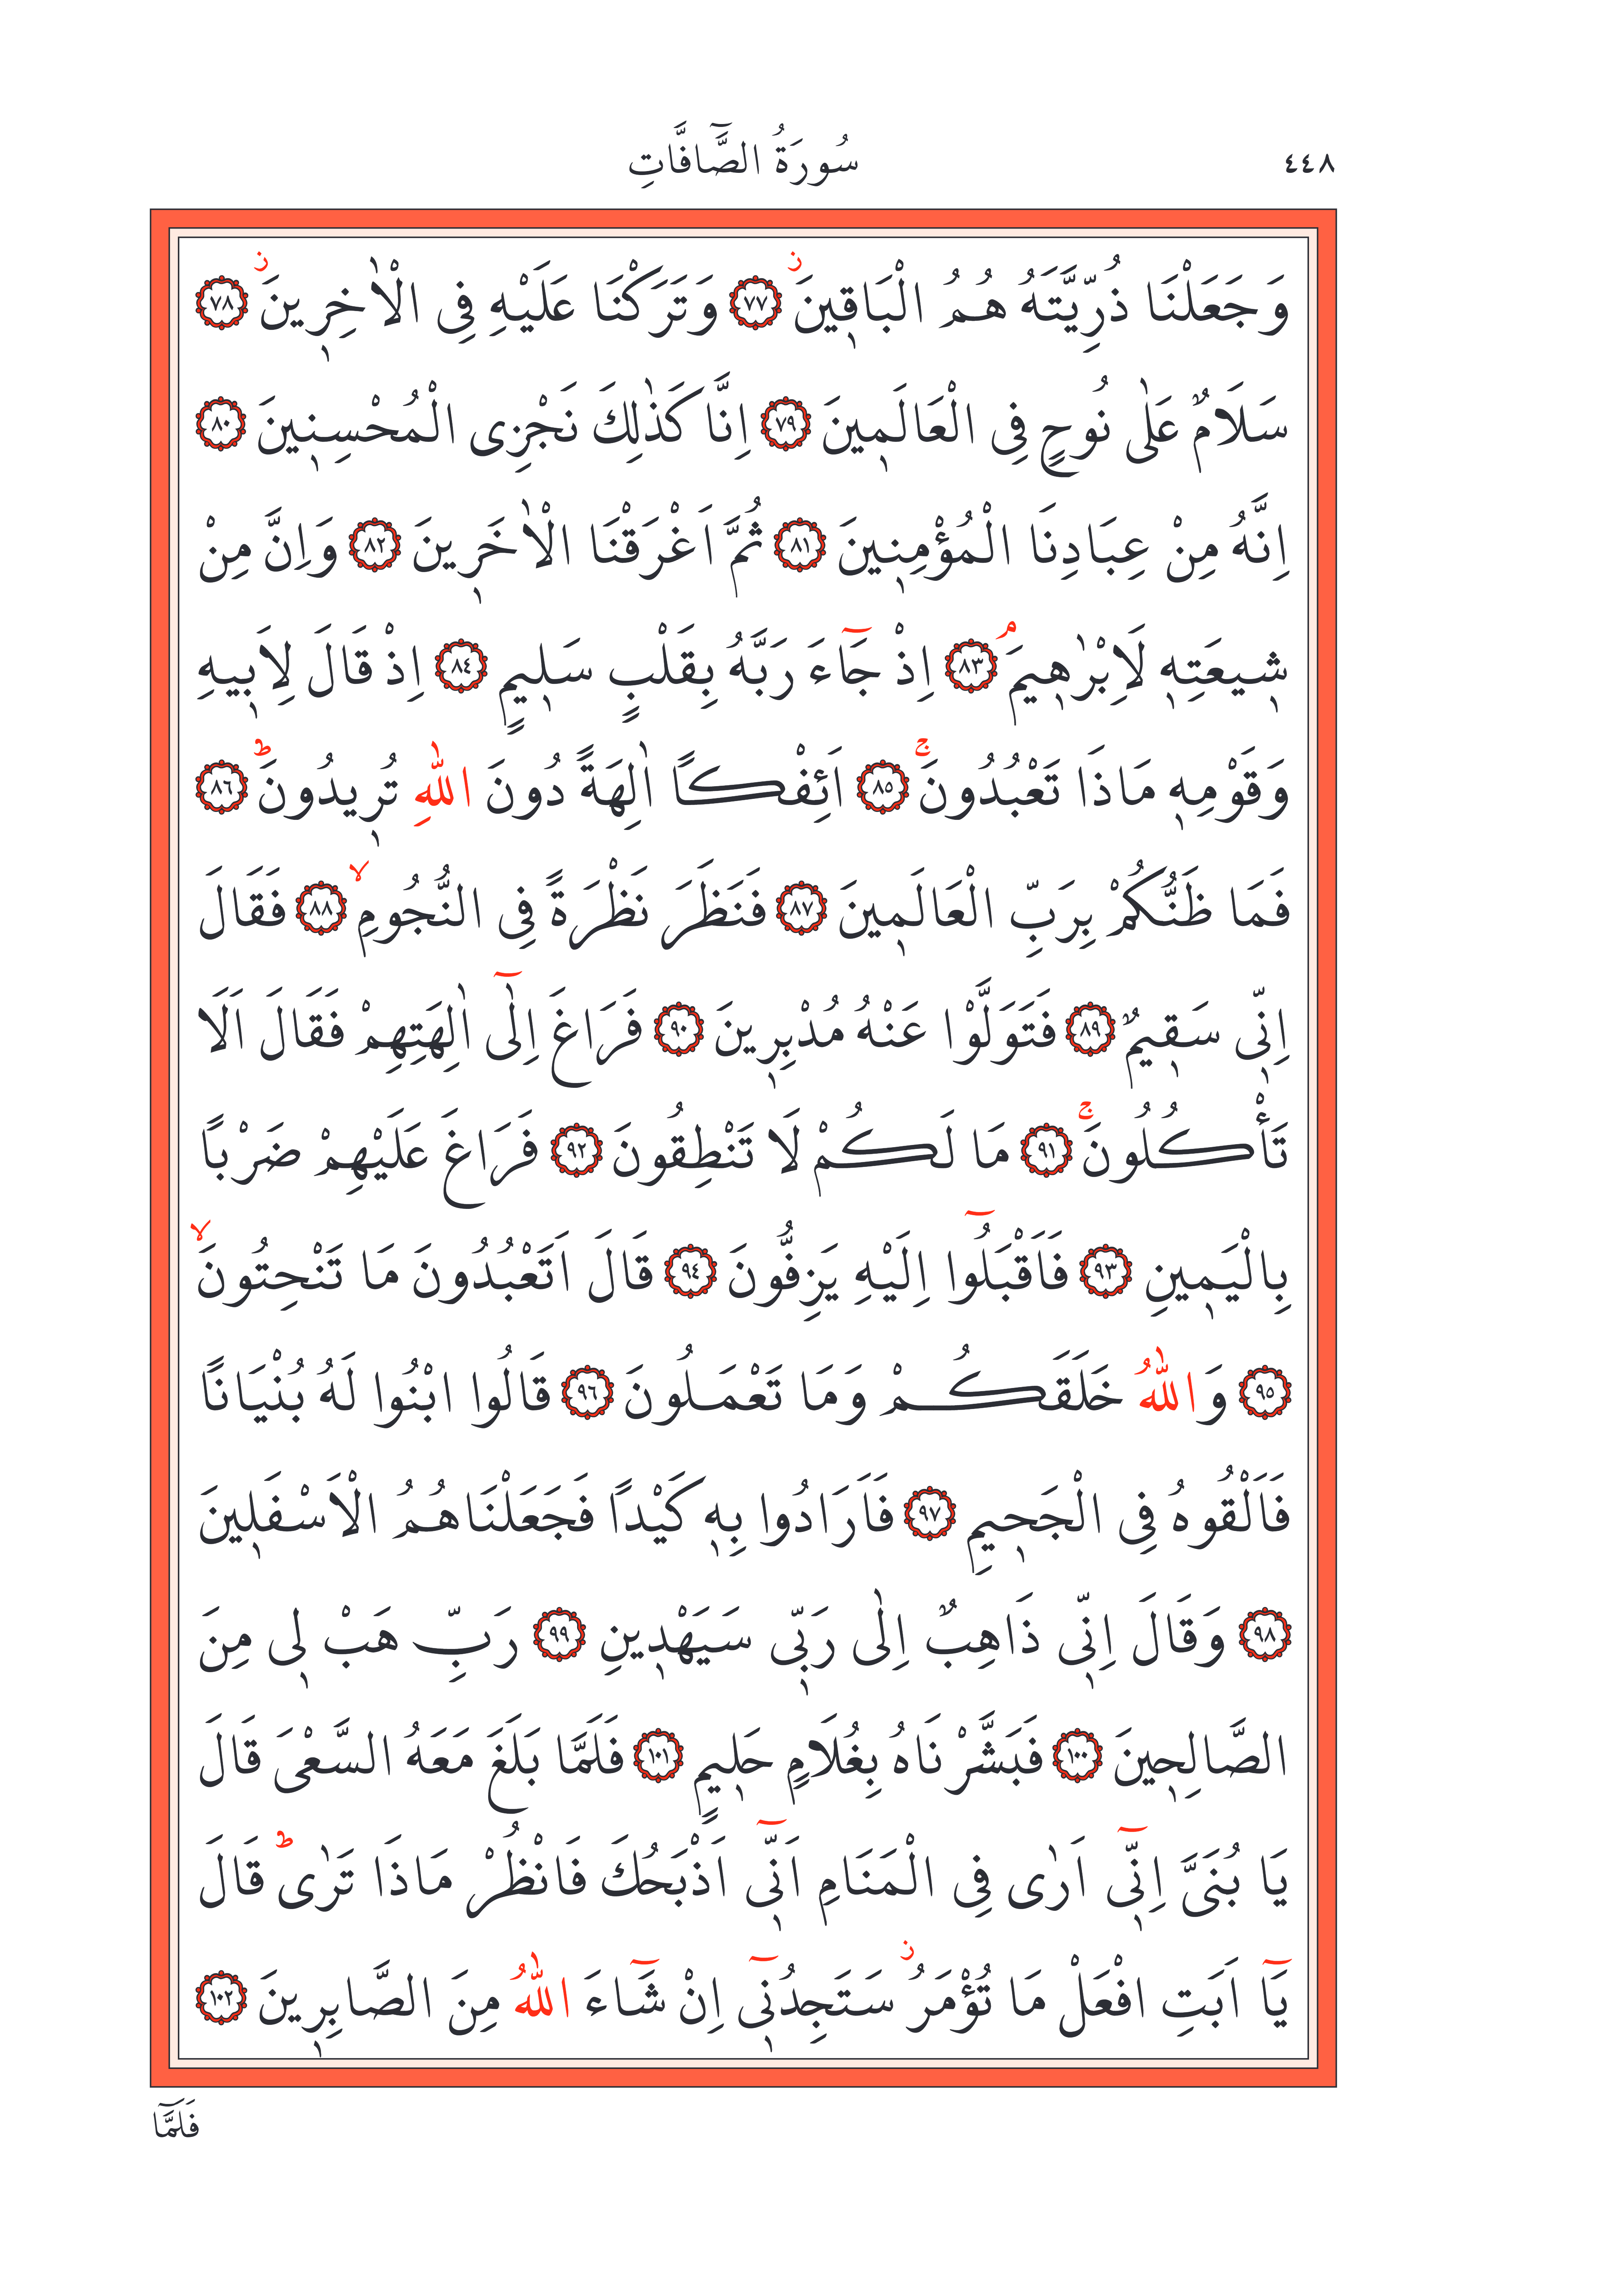 ٤٤٨ سُورَةُ الصَّٓافَّاتِ
وَجَعَلْنَا ذُرِّيَّتَهُ هُمُ الْبَاقٖينَۘ ﴿٧٧﴾ وَتَرَكْنَا عَلَيْهِ فِى الْاٰخِرٖينَؗ ﴿٧٨﴾
سَلَامٌ عَلٰى نُوحٍ فِى الْعَالَمٖينَ ﴿٧٩﴾ اِنَّا كَذٰلِكَ نَجْزِى الْمُحْسِنٖينَ ﴿٨٠﴾
اِنَّهُ مِنْ عِبَادِنَا الْمُؤْمِنٖينَ ﴿٨١﴾ ثُمَّ اَغْرَقْنَا الْاٰخَرٖينَ ﴿٨٢﴾ وَاِنَّ مِنْ
شٖيعَتِهٖ لَاِبْرٰهٖيمَۘ ﴿٨٣﴾ اِذْ جَٓاءَ رَبَّهُ بِقَلْبٍ سَلٖيمٍ ﴿٨٤﴾ اِذْ قَالَ لِاَبٖيهِ
وَقَوْمِهٖ مَاذَا تَعْبُدُونَۚ ﴿٨٥﴾ اَئِفْكاً اٰلِهَةً دُونَ اللّٰهِ تُرٖيدُونَؕ ﴿٨٦﴾
فَمَا ظَنُّكُمْ بِرَبِّ الْعَالَمٖينَ ﴿٨٧﴾ فَنَظَرَ نَظْرَةً فِى النُّجُومِۙ ﴿٨٨﴾ فَقَالَ
اِنّٖى سَقٖيمٌ ﴿٨٩﴾ فَتَوَلَّوْا عَنْهُ مُدْبِرٖينَ ﴿٩٠﴾ فَرَاغَ اِلٰٓى اٰلِهَتِهِمْ فَقَالَ اَلَا
تَأْكُلُونَۚ ﴿٩١﴾ مَا لَكُمْ لَا تَنْطِقُونَ ﴿٩٢﴾ فَرَاغَ عَلَيْهِمْ ضَرْباً
بِالْيَمٖينِ ﴿٩٣﴾ فَاَقْبَلُٓوا اِلَيْهِ يَزِفُّونَ ﴿٩٤﴾ قَالَ اَتَعْبُدُونَ مَا تَنْحِتُونَۙ
﴿٩٥﴾ وَاللّٰهُ خَلَقَكُمْ وَمَا تَعْمَلُونَ ﴿٩٦﴾ قَالُوا ابْنُوا لَهُ بُنْيَاناً
فَاَلْقُوهُ فِى الْجَحٖيمِ ﴿٩٧﴾ فَاَرَادُوا بِهٖ كَيْداً فَجَعَلْنَاهُمُ الْاَسْفَلٖينَ
﴿٩٨﴾ وَقَالَ اِنّٖى ذَاهِبٌ اِلٰى رَبّٖى سَيَهْدٖينِ ﴿٩٩﴾ رَبِّ هَبْ لٖى مِنَ
الصَّالِحٖينَ ﴿١٠٠﴾ فَبَشَّرْنَاهُ بِغُلَامٍ حَلٖيمٍ ﴿١٠١﴾ فَلَمَّا بَلَغَ مَعَهُ السَّعْىَ قَالَ
يَا بُنَىَّ اِنّٖٓى اَرٰى فِى الْمَنَامِ اَنّٖٓى اَذْبَحُكَ فَانْظُرْ مَاذَا تَرٰىؕ قَالَ
يَٓا اَبَتِ افْعَلْ مَا تُؤْمَرُؗ سَتَجِدُنٖٓى اِنْ شَٓاءَ اللّٰهُ مِنَ الصَّابِرٖينَ ﴿١٠٢﴾
فَلَمَّٓا